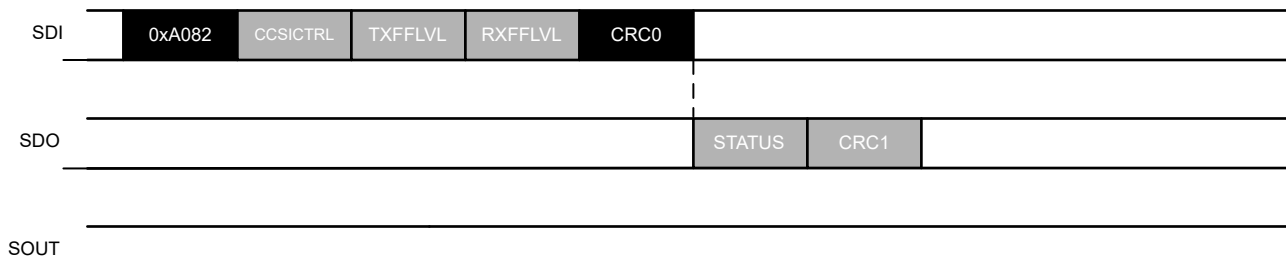 SDI 0xA082 CCSICTRL TXFFLVL RXFFLVL CRC0
SDO STATUS CRC1
SOUT